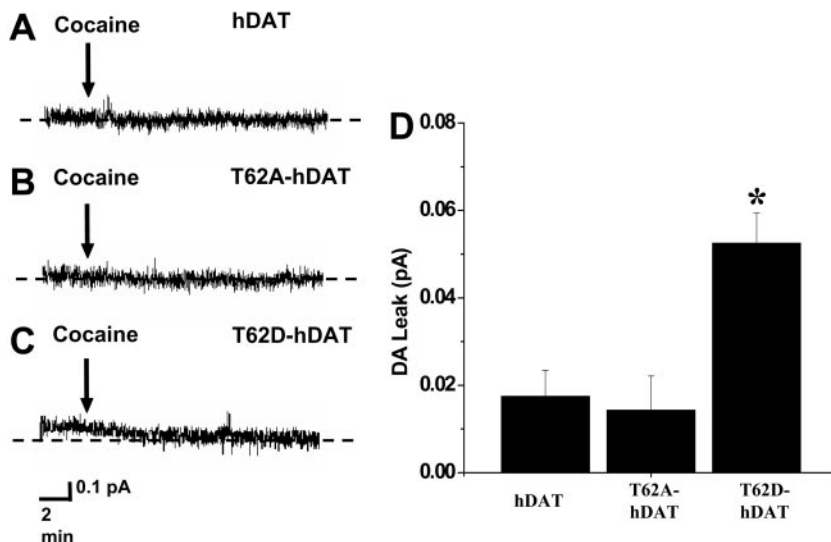 A
Cocaine
hDAT
B
Cocaine
T62A-hDAT
C
Cocaine
T62D-hDAT
0.1 pA
2
min
D
DA Leak (pA)
0.08
0.06
0.04
0.02
0.00
*
hDAT
T62A-
hDAT
T62D-
hDAT